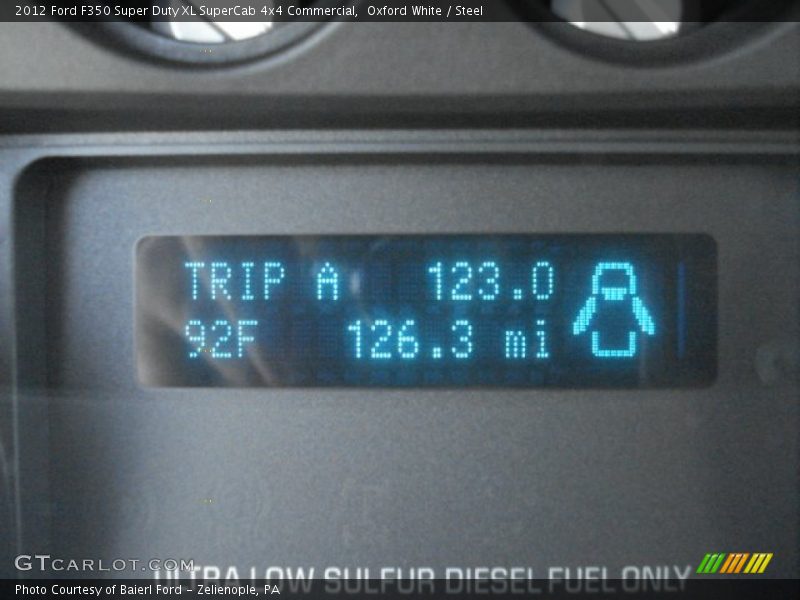 2012 Ford F350 Super Duty XL SuperCab 4x4 Commercial, Oxford White / Steel
TRIP A 123.0
92F 126.3 mi
GTCARLOT.COM
ULTRA LOW SULFUR DIESEL FUEL ONLY
Photo Courtesy of Baierl Ford - Zelienople, PA